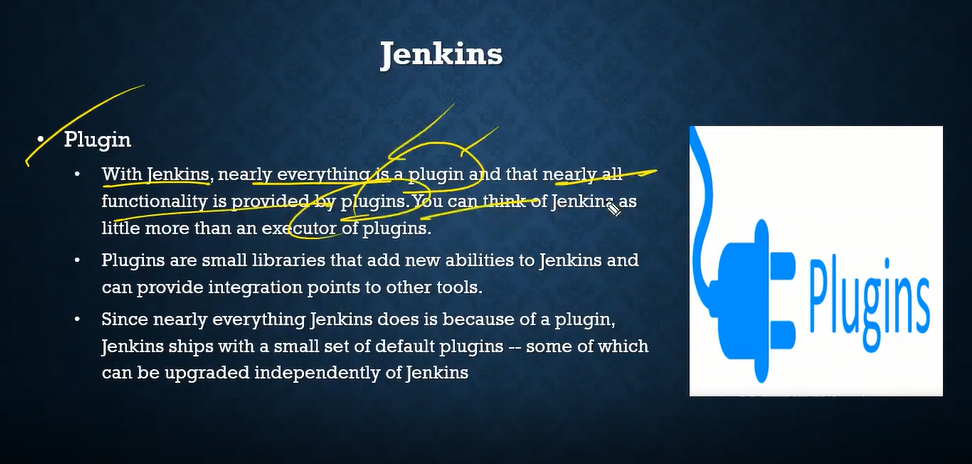 Jenkins
• Plugin
• With Jenkins, nearly everything is a plugin and that nearly all
functionality is provided by plugins. You can think of Jenkins as
little more than an executor of plugins.
• Plugins are small libraries that add new abilities to Jenkins and
can provide integration points to other tools.
• Since nearly everything Jenkins does is because of a plugin,
Jenkins ships with a small set of default plugins -- some of which
can be upgraded independently of Jenkins
Plugins